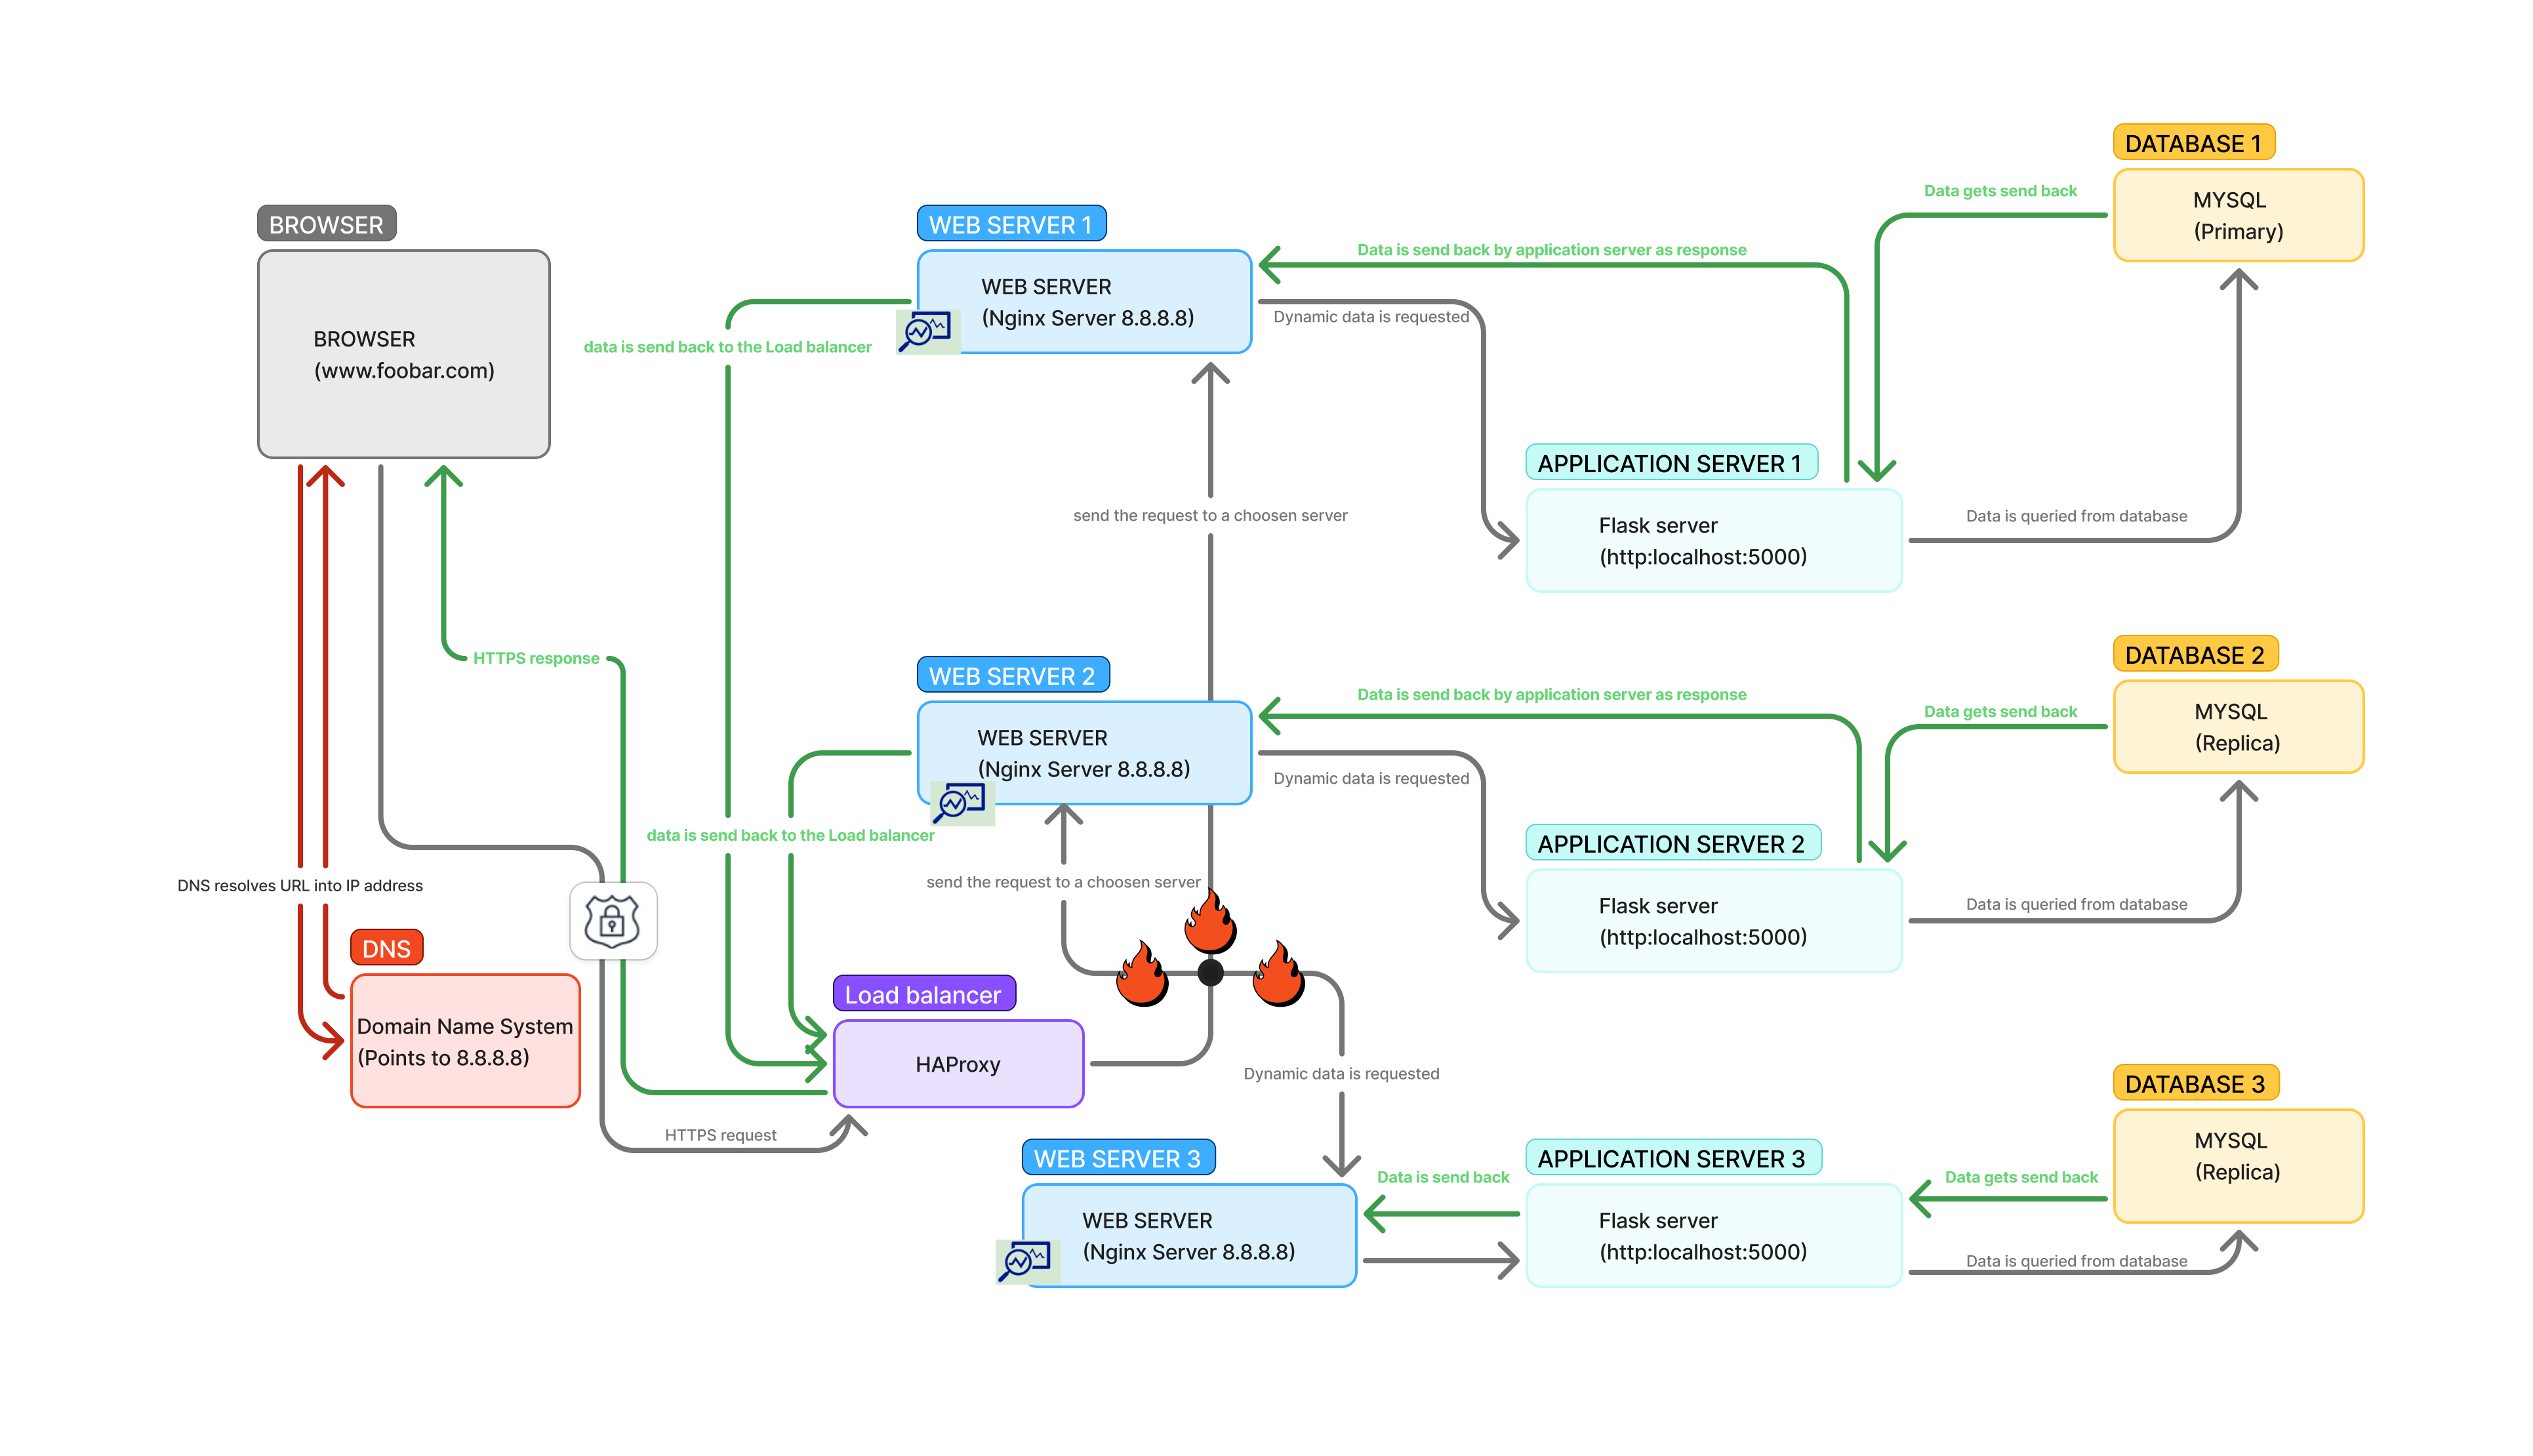 DATABASE 1
MYSQL
(Primary)
Data gets send back
BROWSER
BROWSER
(www.foobar.com)
WEB SERVER 1
WEB SERVER
(Nginx Server 8.8.8.8)
Data is send back by application server as response
Dynamic data is requested
data is send back to the Load balancer
APPLICATION SERVER 1
Flask server
(http:localhost:5000)
Data is queried from database
send the request to a choosen server
HTTPS response
WEB SERVER 2
WEB SERVER
(Nginx Server 8.8.8.8)
Data is send back by application server as response
Dynamic data is requested
DATABASE 2
MYSQL
(Replica)
Data gets send back
data is send back to the Load balancer
APPLICATION SERVER 2
Flask server
(http:localhost:5000)
Data is queried from database
send the request to a choosen server
DNS resolves URL into IP address
DNS
Domain Name System
(Points to 8.8.8.8)
Load balancer
HAProxy
HTTPS request
Dynamic data is requested
WEB SERVER 3
WEB SERVER
(Nginx Server 8.8.8.8)
Data is send back
APPLICATION SERVER 3
Flask server
(http:localhost:5000)
Data gets send back
Data is queried from database
DATABASE 3
MYSQL
(Replica)